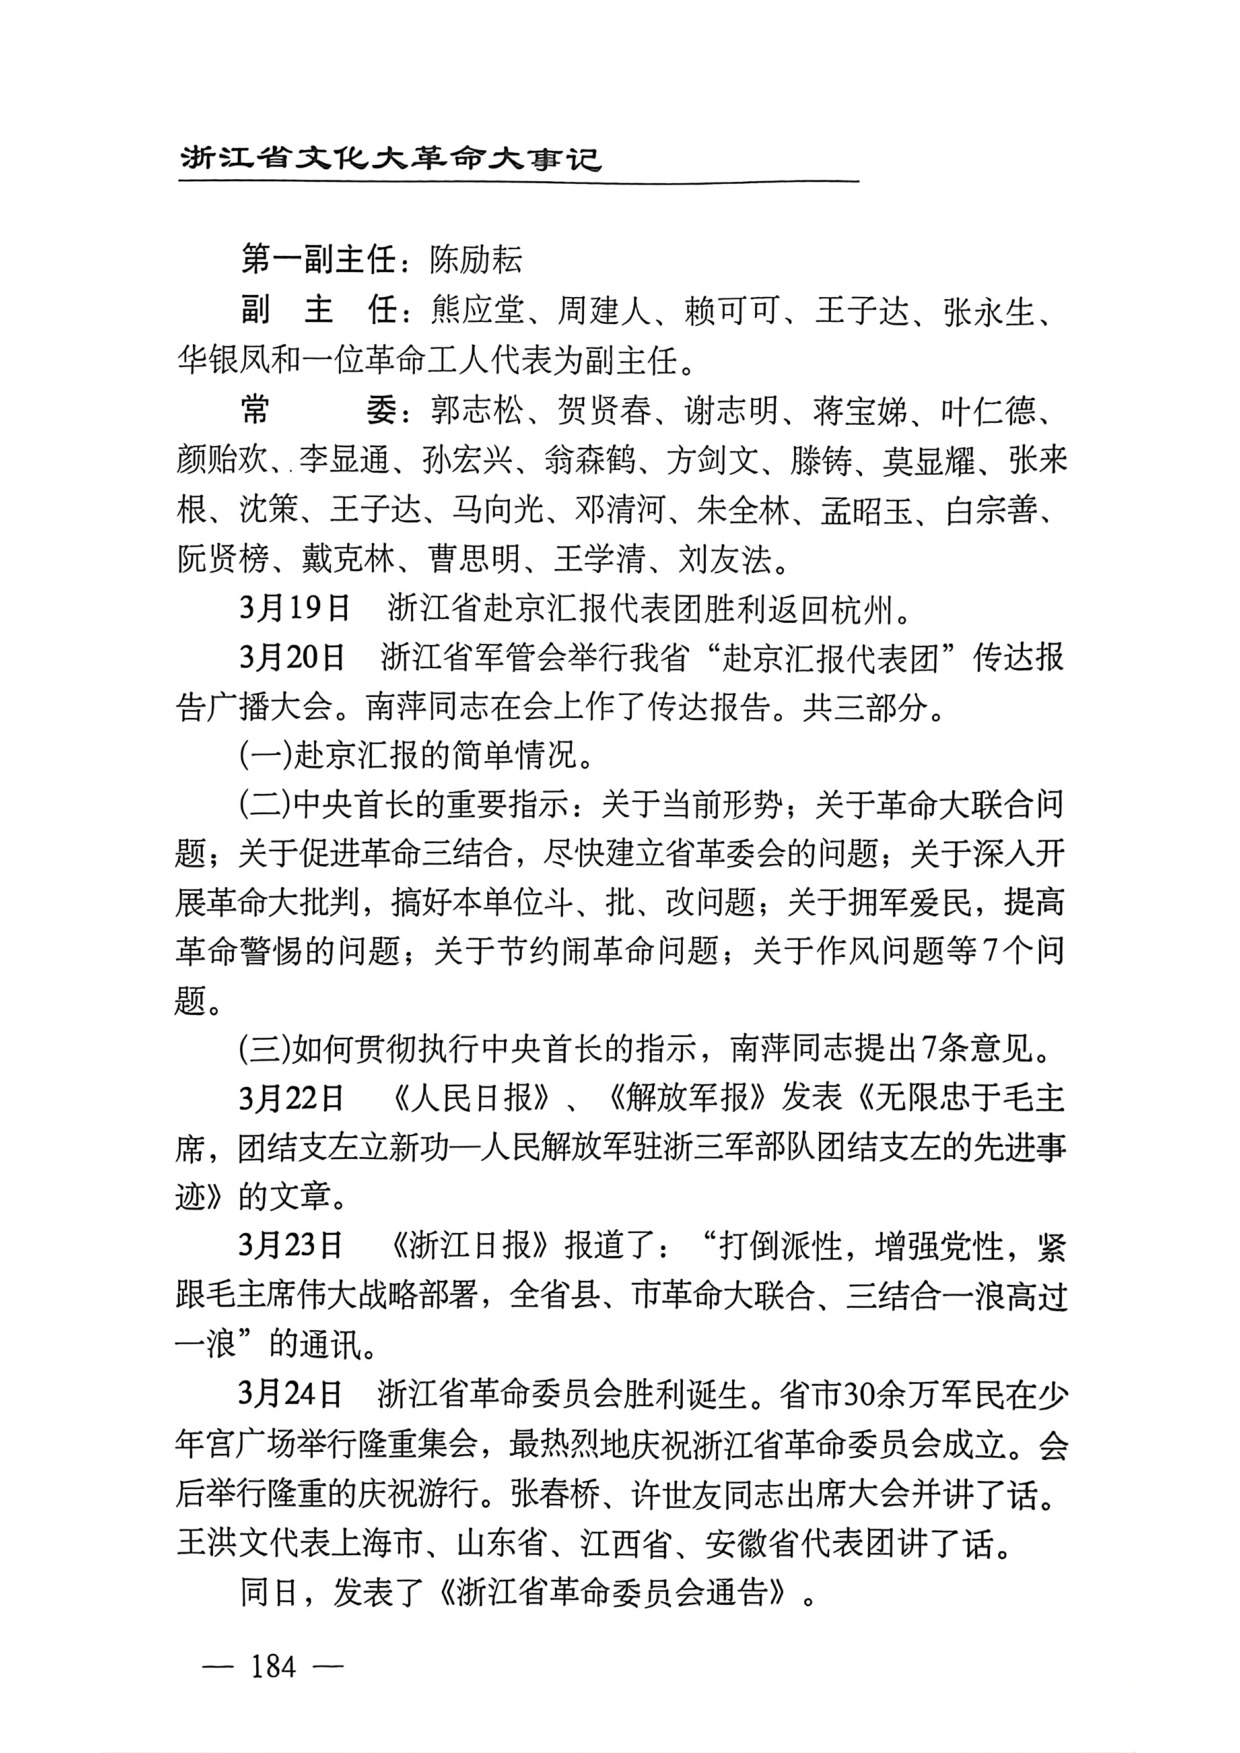 浙江省文化大革命大事记
第一副主任：陈励耘
副　主　任：熊应堂、周建人、赖可可、王子达、张永生、
华银凤和一位革命工人代表为副主任。
常　　　委：郭志松、贺贤春、谢志明、蒋宝娣、叶仁德、
颜贻欢、李显通、孙宏兴、翁森鹤、方剑文、滕铸、莫显耀、张来
根、沈策、王子达、马向光、邓清河、朱全林、孟昭玉、白宗善、
阮贤榜、戴克林、曹思明、王学清、刘友法。
3月19日　浙江省赴京汇报代表团胜利返回杭州。
3月20日　浙江省军管会举行我省“赴京汇报代表团”传达报
告广播大会。南萍同志在会上作了传达报告。共三部分。
(一)赴京汇报的简单情况。
(二)中央首长的重要指示：关于当前形势；关于革命大联合问
题；关于促进革命三结合，尽快建立省革委会的问题；关于深入开
展革命大批判，搞好本单位斗、批、改问题；关于拥军爱民，提高
革命警惕的问题；关于节约闹革命问题；关于作风问题等7个问
题。
(三)如何贯彻执行中央首长的指示，南萍同志提出7条意见。
3月22日　《人民日报》、《解放军报》发表《无限忠于毛主
席，团结支左立新功—人民解放军驻浙三军部队团结支左的先进事
迹》的文章。
3月23日　《浙江日报》报道了：“打倒派性，增强党性，紧
跟毛主席伟大战略部署，全省县、市革命大联合、三结合一浪高过
一浪”的通讯。
3月24日　浙江省革命委员会胜利诞生。省市30余万军民在少
年宫广场举行隆重集会，最热烈地庆祝浙江省革命委员会成立。会
后举行隆重的庆祝游行。张春桥、许世友同志出席大会并讲了话。
王洪文代表上海市、山东省、江西省、安徽省代表团讲了话。
同日，发表了《浙江省革命委员会通告》。
— 184 —